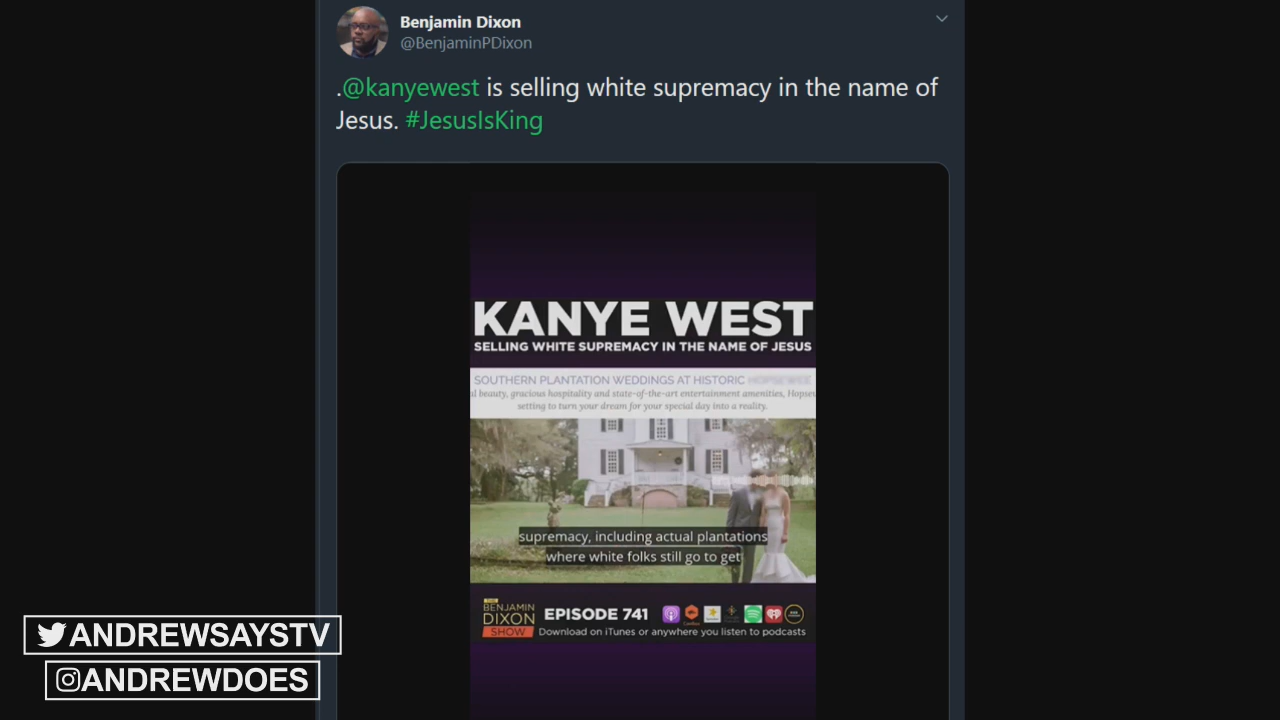 Benjamin Dixon
@BenjaminPDixon
.@kanyewest is selling white supremacy in the name of
Jesus. #JesusIsKing
KANYE WEST
SELLING WHITE SUPREMACY IN THE NAME OF JESUS
SOUTHERN PLANTATION WEDDINGS AT HISTORIC
l beauty, gracious hospitality and state-of-the-art entertainment amenities, Hopsew
setting to turn your dream for your special day into a reality.
supremacy, including actual plantations
where white folks still go to get
THE
BENJAMIN
DIXON
SHOW
EPISODE 741
Download on iTunes or anywhere you listen to podcasts
ANDREWSAYSTV
ANDREWDOES